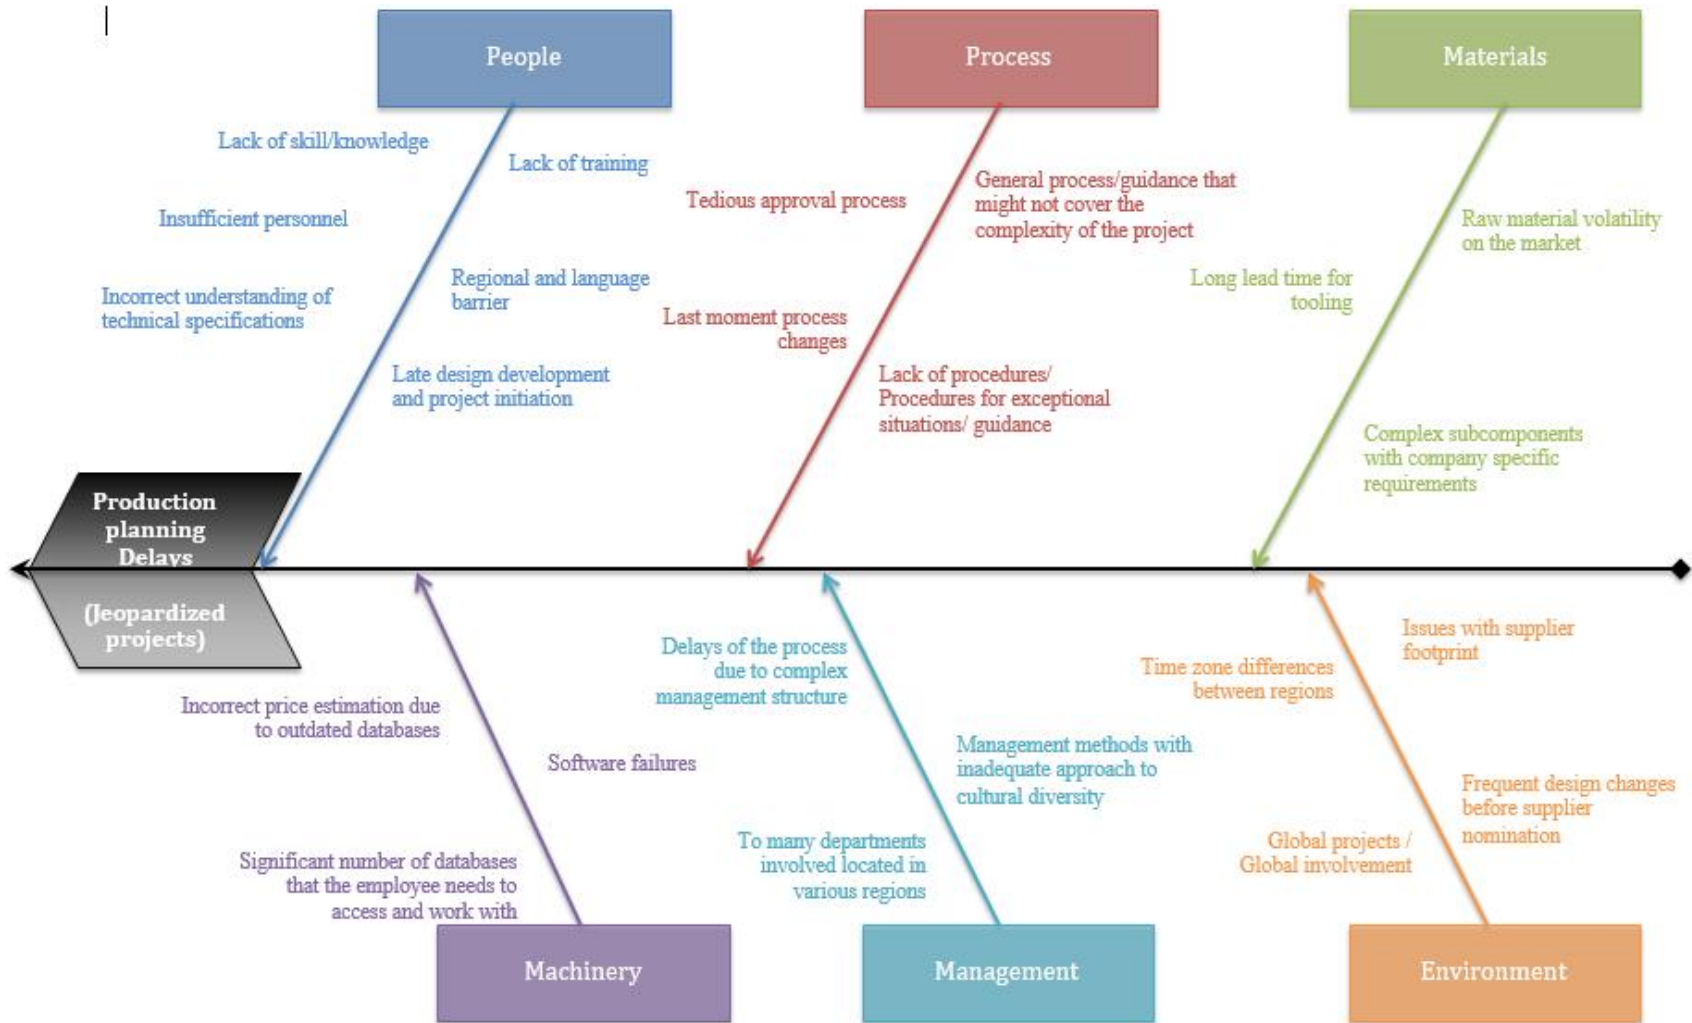 People
Process
Materials
Lack of skill/knowledge
Lack of training
Insufficient personnel
Regional and language
barrier
Incorrect understanding of
technical specifications
Late design development
and project initiation
Tedious approval process
General process/guidance that
might not cover the
complexity of the project
Last moment process
changes
Lack of procedures/
Procedures for exceptional
situations/ guidance
Raw material volatility
on the market
Long lead time for
tooling
Complex subcomponents
with company specific
requirements
Production
planning
Delays
(Jeopardized
projects)
Incorrect price estimation due
to outdated databases
Software failures
Significant number of databases
that the employee needs to
access and work with
Delays of the process
due to complex
management structure
Management methods with
inadequate approach to
cultural diversity
To many departments
involved located in
various regions
Issues with supplier
footprint
Time zone differences
between regions
Frequent design changes
before supplier
nomination
Global projects /
Global involvement
Machinery
Management
Environment